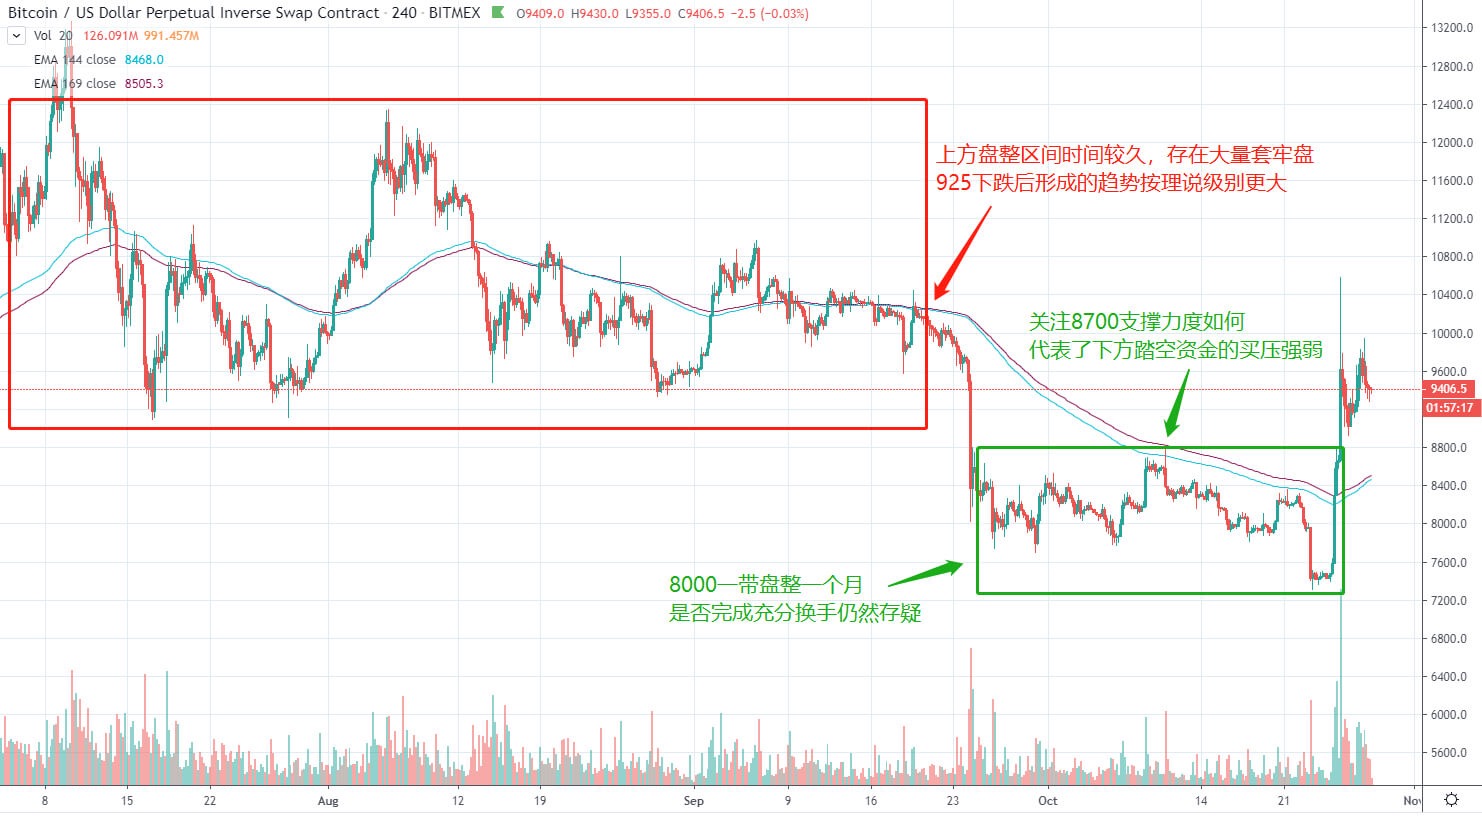 Bitcoin / US Dollar Perpetual Inverse Swap Contract · 240 · BITMEX O9409.0 H9430.0 L9355.0 C9406.5 −2.5 (−0.03%)
Vol 20 126.091M 991.457M
EMA 144 close 8468.0
EMA 169 close 8505.3
上方盘整区间时间较久，存在大量套牢盘
925下跌后形成的趋势按理说级别更大
关注8700支撑力度如何
代表了下方踏空资金的买压强弱
8000一带盘整一个月
是否完成充分换手仍然存疑
13200.0
12800.0
12400.0
12000.0
11600.0
11200.0
10800.0
10400.0
10000.0
9600.0
9406.5
01:57:17
8800.0
8400.0
8000.0
7600.0
7200.0
6800.0
6400.0
6000.0
5600.0
8 15 22 Aug 12 19 Sep 9 16 23 Oct 14 21 Nov